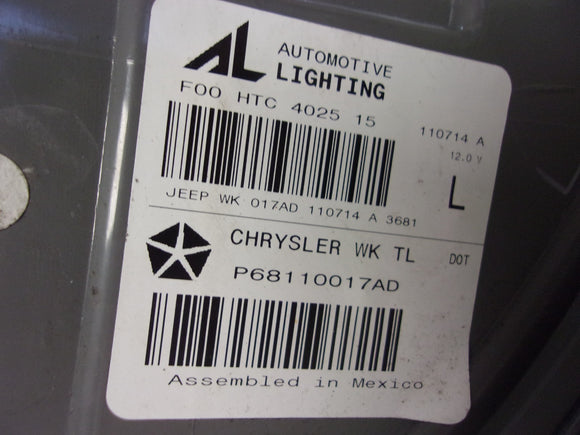 AL AUTOMOTIVE
LIGHTING
F00 HTC 4025 15
110714 A
12.0 V
L
JEEP WK 017AD 110714 A 3681
CHRYSLER WK TL
DOT
P68110017AD
Assembled in Mexico